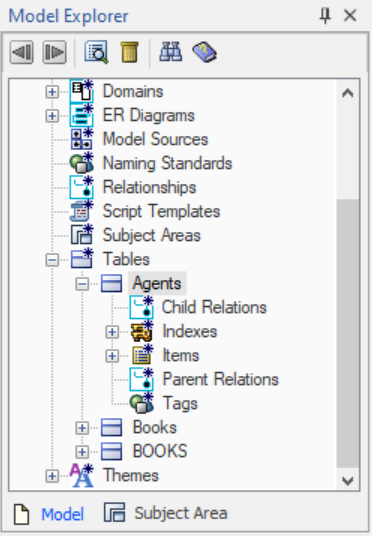 Model Explorer
Domains
ER Diagrams
Model Sources
Naming Standards
Relationships
Script Templates
Subject Areas
Tables
Agents
Child Relations
Indexes
Items
Parent Relations
Tags
Books
BOOKS
Themes
Model Subject Area